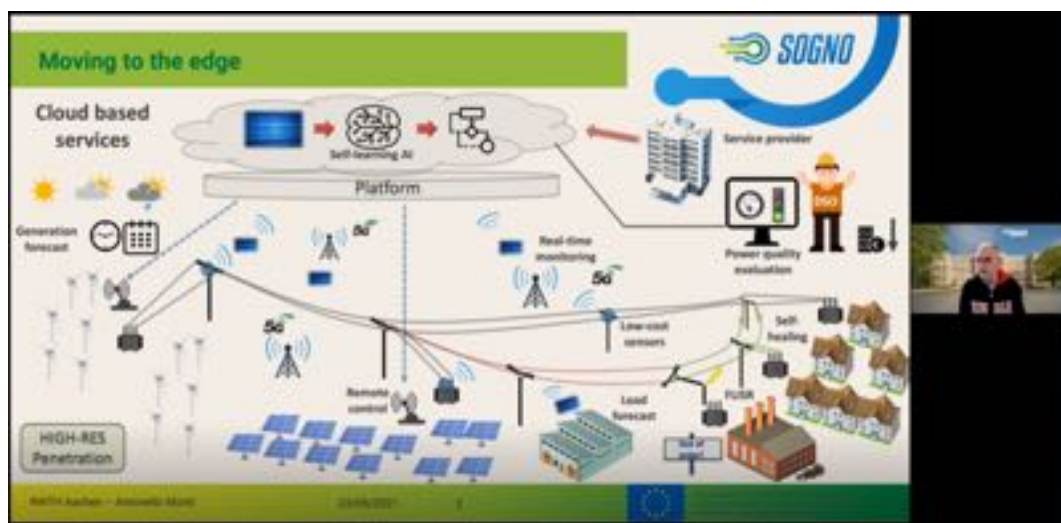 Moving to the edge
SOGNO
Cloud based
services
Self-learning AI
Service provider
Platform
DSO
Generation
forecast
5G
Real-time
monitoring
5G
Power quality
evaluation
5G
Low-cost
sensors
Self-
healing
Remote
control
Load
forecast
FLISR
HIGH-RES
Penetration
RWTH Aachen – Antonello Monti